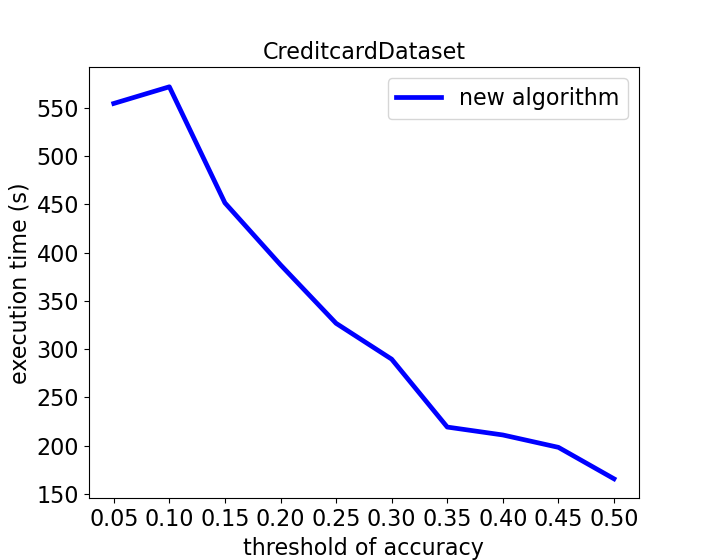 CreditcardDataset
new algorithm
execution time (s)
550
500
450
400
350
300
250
200
150
0.05 0.10 0.15 0.20 0.25 0.30 0.35 0.40 0.45 0.50
threshold of accuracy